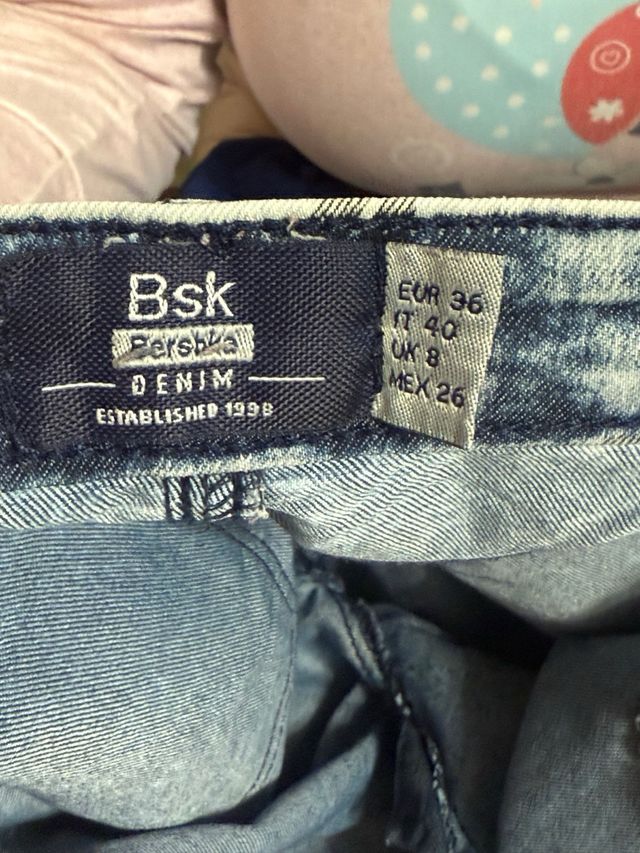 Bsk
Bershka
DENIM
ESTABLISHED 1998
EUR 36
IT 40
UK 8
MEX 26